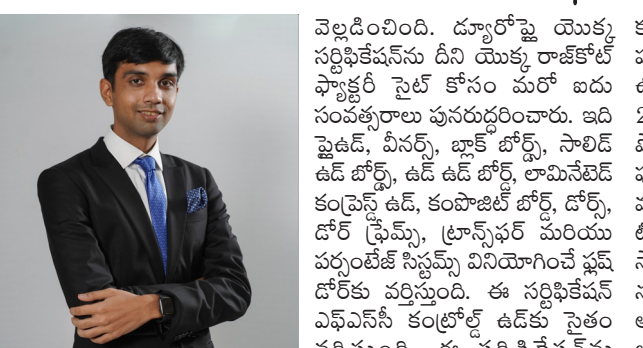 వెల్లడించింది. డ్యూరోప్లై యొక్క
సర్టిఫికేషన్‌ను దీని యొక్క రాజ్‌కోట్
ఫ్యాక్టరీ సైట్ కోసం మరో ఐదు
సంవత్సరాలు పునరుద్ధరించారు. ఇది
ప్లైఉడ్, వీనర్స్, బ్లాక్ బోర్డ్స్, సాలిడ్
ఉడ్ బోర్డ్స్, ఉడ్ ఉడ్ బోర్డ్, లామినేటెడ్
కంప్రెస్డ్ ఉడ్, కంపొజిట్ బోర్డ్, డోర్స్,
డోర్ ఫ్రేమ్స్, ట్రాన్స్‌ఫర్ మరియు
పర్సంటేజ్ సిస్టమ్స్ వినియోగించే ఫ్లష్
డోర్‌కు వర్తిస్తుంది. ఈ సర్టిఫికేషన్
ఎఫ్ఎస్‌సీ కంట్రోల్డ్ ఉడ్‌కు సైతం